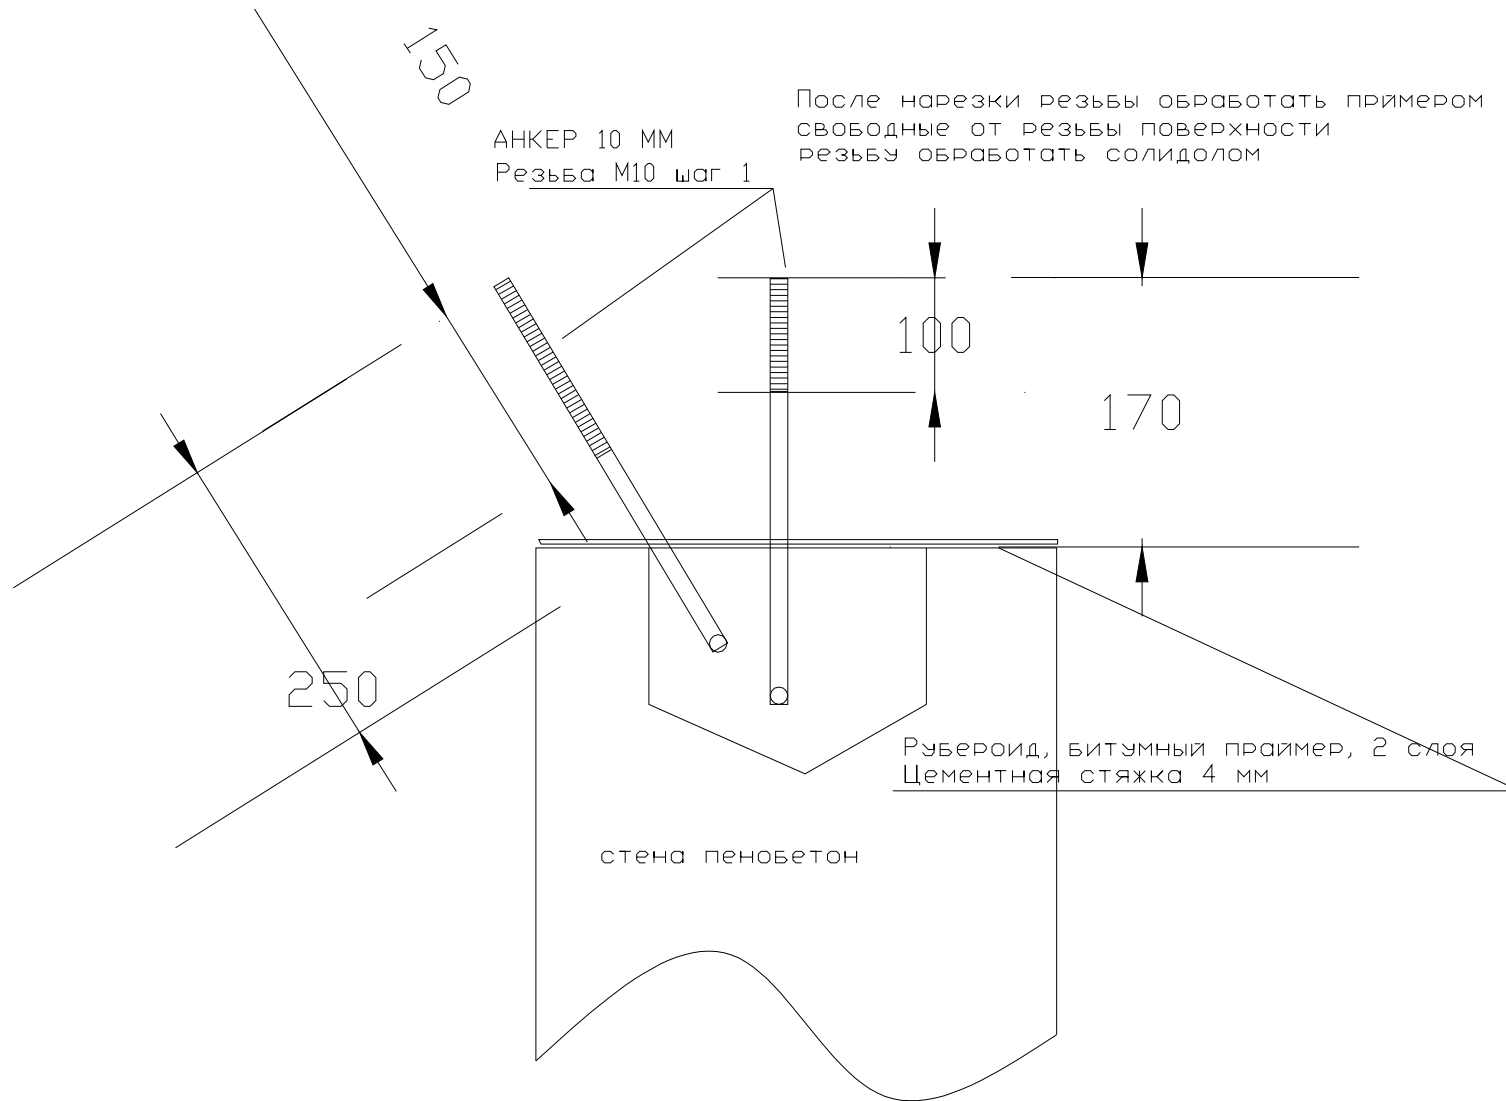 150
После нарезки резьбы обработать примером
свободные от резьбы поверхности
резьбу обработать солидолом
АНКЕР 10 ММ
Резьба М10 шаг 1
100
170
250
Рубероид, битумный праймер, 2 слоя
Цементная стяжка 4 мм
стена пенобетон